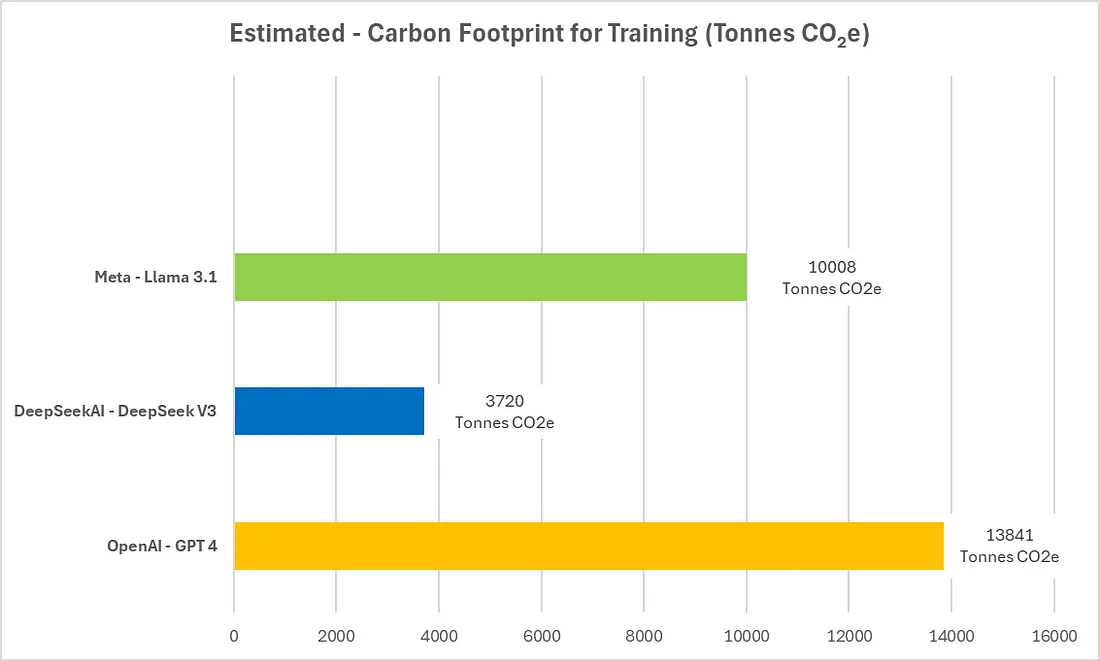 Estimated - Carbon Footprint for Training (Tonnes CO₂e)
Meta - Llama 3.1
10008
Tonnes CO2e
DeepSeekAI - DeepSeek V3
3720
Tonnes CO2e
OpenAI - GPT 4
13841
Tonnes CO2e
0 2000 4000 6000 8000 10000 12000 14000 16000